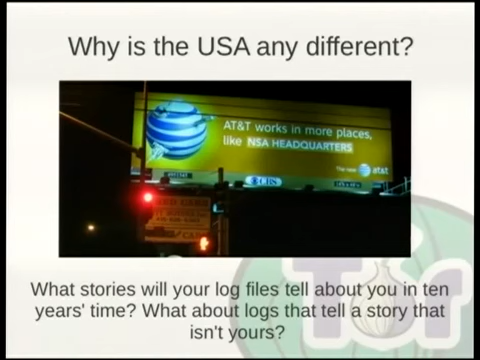 Why is the USA any different?
AT&T works in more places,
like NSA HEADQUARTERS
at&t
CBS
What stories will your log files tell about you in ten
years' time? What about logs that tell a story that
isn't yours?
Tor